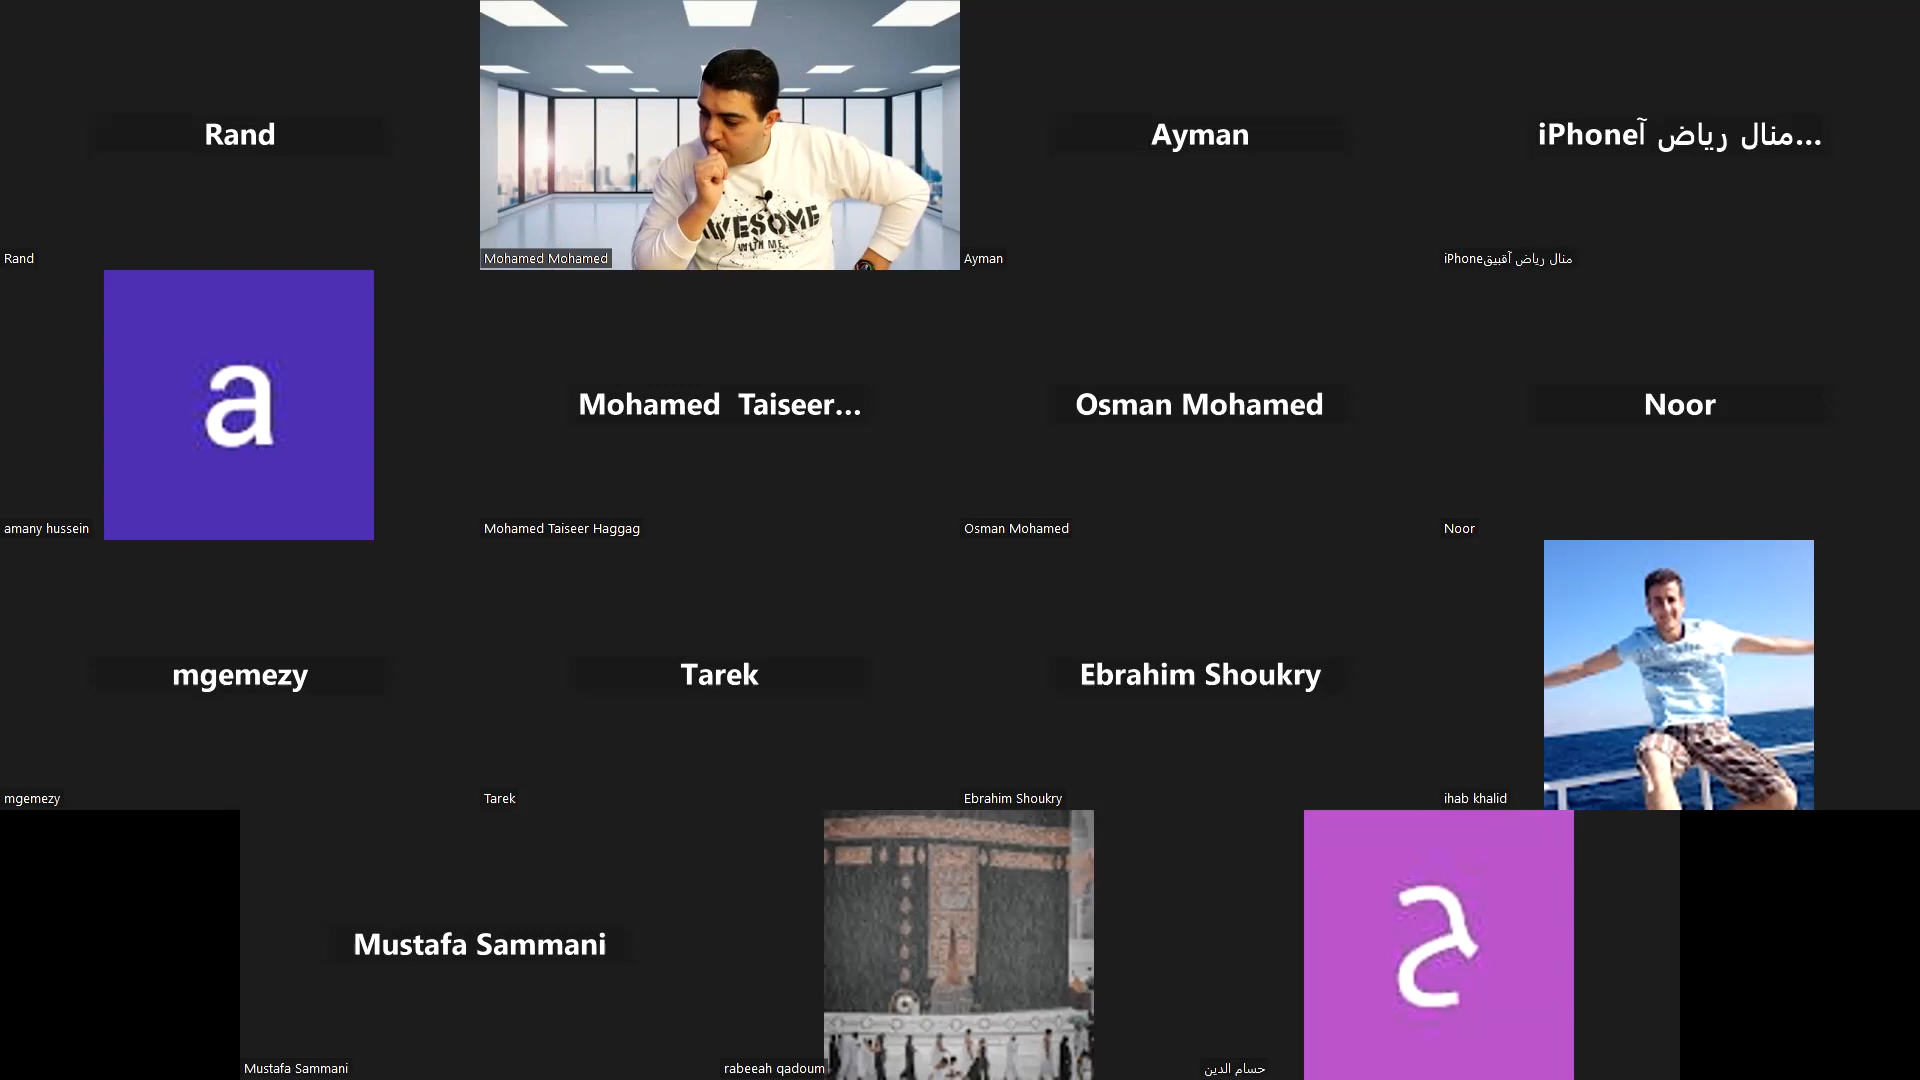 Rand
Rand
AWESOME
WITH ME.
Mohamed Mohamed
Ayman
Ayman
iPhoneمنال رياض آ...
iPhoneمنال رياض آقبيق
a
amany hussein
Mohamed  Taiseer...
Mohamed Taiseer Haggag
Osman Mohamed
Osman Mohamed
Noor
Noor
mgemezy
mgemezy
Tarek
Tarek
Ebrahim Shoukry
Ebrahim Shoukry
ihab khalid
Mustafa Sammani
Mustafa Sammani
rabeeah qadoum
ح
حسام الدين